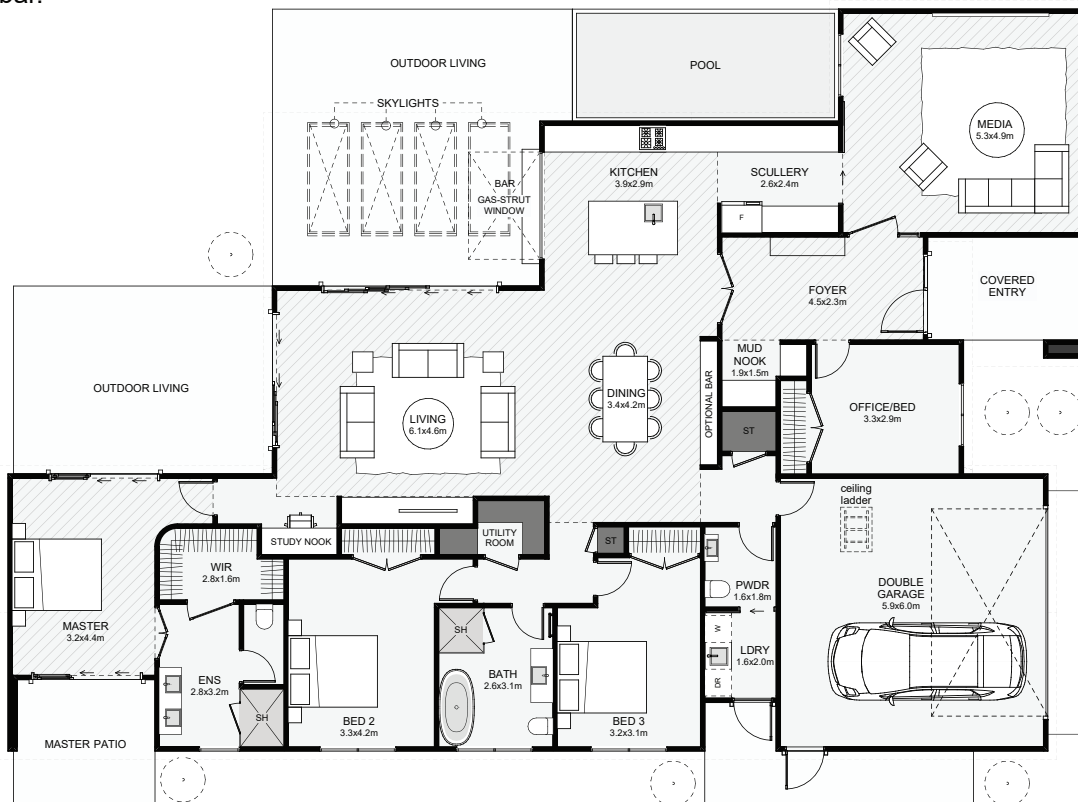 bar.
OUTDOOR LIVING
POOL
SKYLIGHTS
MEDIA
5.3x4.9m
KITCHEN
3.9x2.9m
SCULLERY
2.6x2.4m
BAR
GAS-STRUT
WINDOW
F
FOYER
4.5x2.3m
COVERED
ENTRY
MUD
NOOK
1.9x1.5m
OUTDOOR LIVING
LIVING
6.1x4.6m
DINING
3.4x4.2m
OPTIONAL BAR
OFFICE/BED
3.3x2.9m
ST
ceiling
ladder
STUDY NOOK
UTILITY
ROOM
ST
WIR
2.8x1.6m
PWDR
1.6x1.8m
DOUBLE
GARAGE
5.9x6.0m
MASTER
3.2x4.4m
SH
W
LDRY
1.6x2.0m
DR
ENS
2.8x3.2m
BATH
2.6x3.1m
SH
BED 2
3.3x4.2m
BED 3
3.2x3.1m
MASTER PATIO